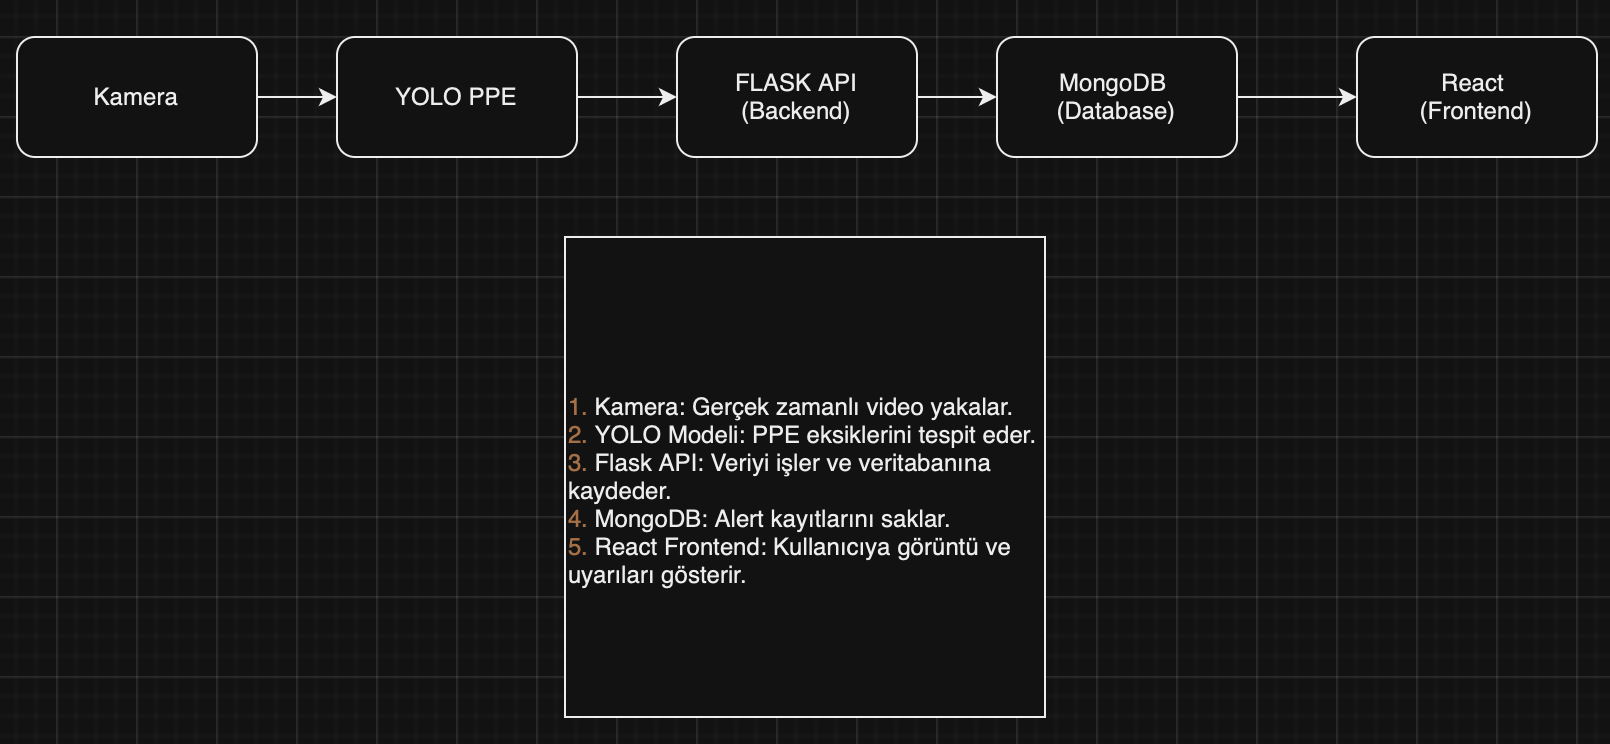 Kamera
YOLO PPE
FLASK API
(Backend)
MongoDB
(Database)
React
(Frontend)
1. Kamera: Gerçek zamanlı video yakalar.
2. YOLO Modeli: PPE eksiklerini tespit eder.
3. Flask API: Veriyi işler ve veritabanına
kaydeder.
4. MongoDB: Alert kayıtlarını saklar.
5. React Frontend: Kullanıcıya görüntü ve
uyarıları gösterir.